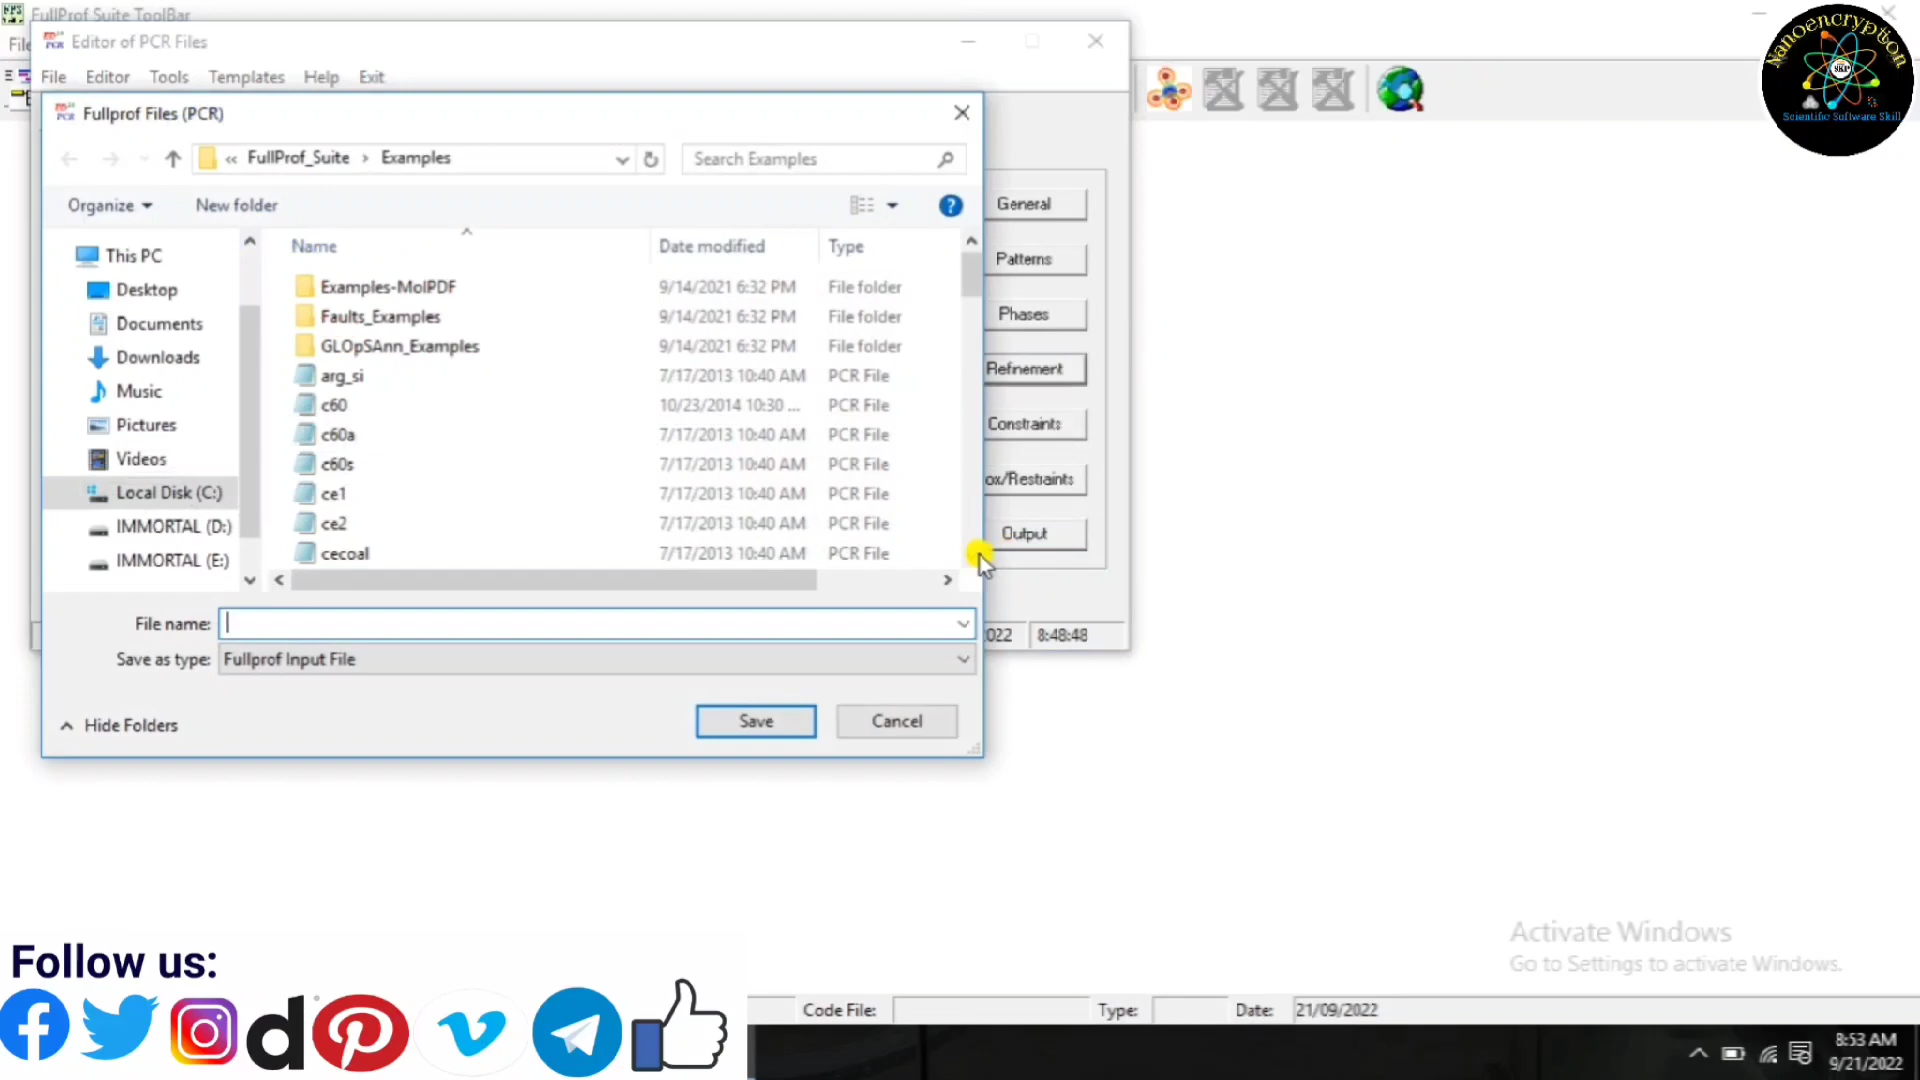 FullProf Suite ToolBar
File
Editor of PCR Files
File Editor Tools Templates Help Exit
Fullprof Files (PCR)
« FullProf_Suite › Examples
Search Examples
Organize
New folder
This PC
Desktop
Documents
Downloads
Music
Pictures
Videos
Local Disk (C:)
IMMORTAL (D:)
IMMORTAL (E:)
Name Date modified Type
Examples-MolPDF 9/14/2021 6:32 PM File folder
Faults_Examples 9/14/2021 6:32 PM File folder
GLOpSAnn_Examples 9/14/2021 6:32 PM File folder
arg_si 7/17/2013 10:40 AM PCR File
c60 10/23/2014 10:30 ... PCR File
c60a 7/17/2013 10:40 AM PCR File
c60s 7/17/2013 10:40 AM PCR File
ce1 7/17/2013 10:40 AM PCR File
ce2 7/17/2013 10:40 AM PCR File
cecoal 7/17/2013 10:40 AM PCR File
File name:
Save as type: Fullprof Input File
Hide Folders
Save
Cancel
General
Patterns
Phases
Refinement
Constraints
ox/Restraints
Output
022 8:48:48
Nanoencryption
SKP
Scientific Software Skill
Activate Windows
Go to Settings to activate Windows.
Follow us:
Code File: Type: Date: 21/09/2022
8:53 AM
9/21/2022